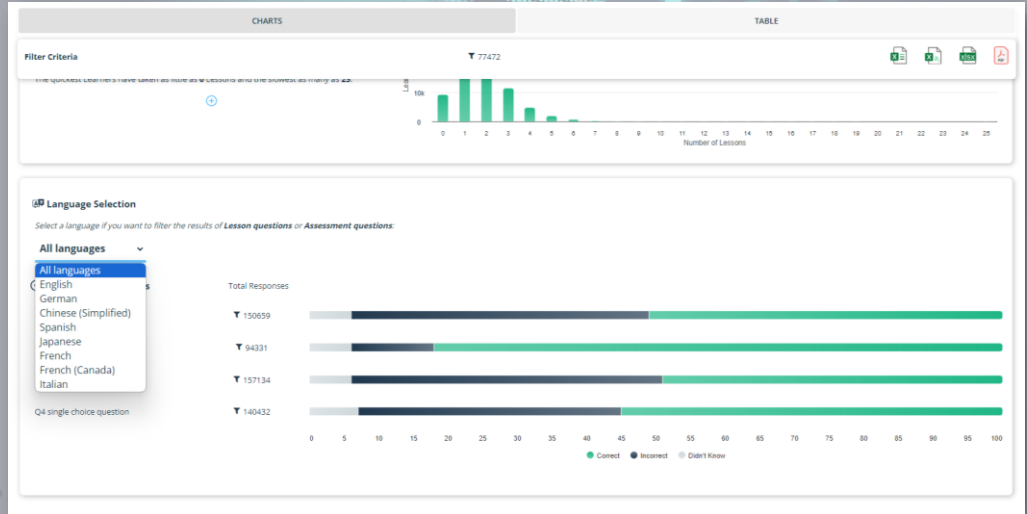 CHARTS
TABLE
Filter Criteria
77472
The quickest Learners have taken as little as 0 Lessons and the slowest as many as 25.
10k
0
0 1 2 3 4 5 6 7 8 9 10 11 12 13 14 15 16 17 18 19 20 21 22 23 24 25
Number of Lessons
Language Selection
Select a language if you want to filter the results of Lesson questions or Assessment questions:
All languages
All languages
English
German
Chinese (Simplified)
Spanish
Japanese
French
French (Canada)
Italian
Total Responses
150659
94331
157134
Q4 single choice question
140432
0 5 10 15 20 25 30 35 40 45 50 55 60 65 70 75 80 85 90 95 100
Correct Incorrect Didn't Know